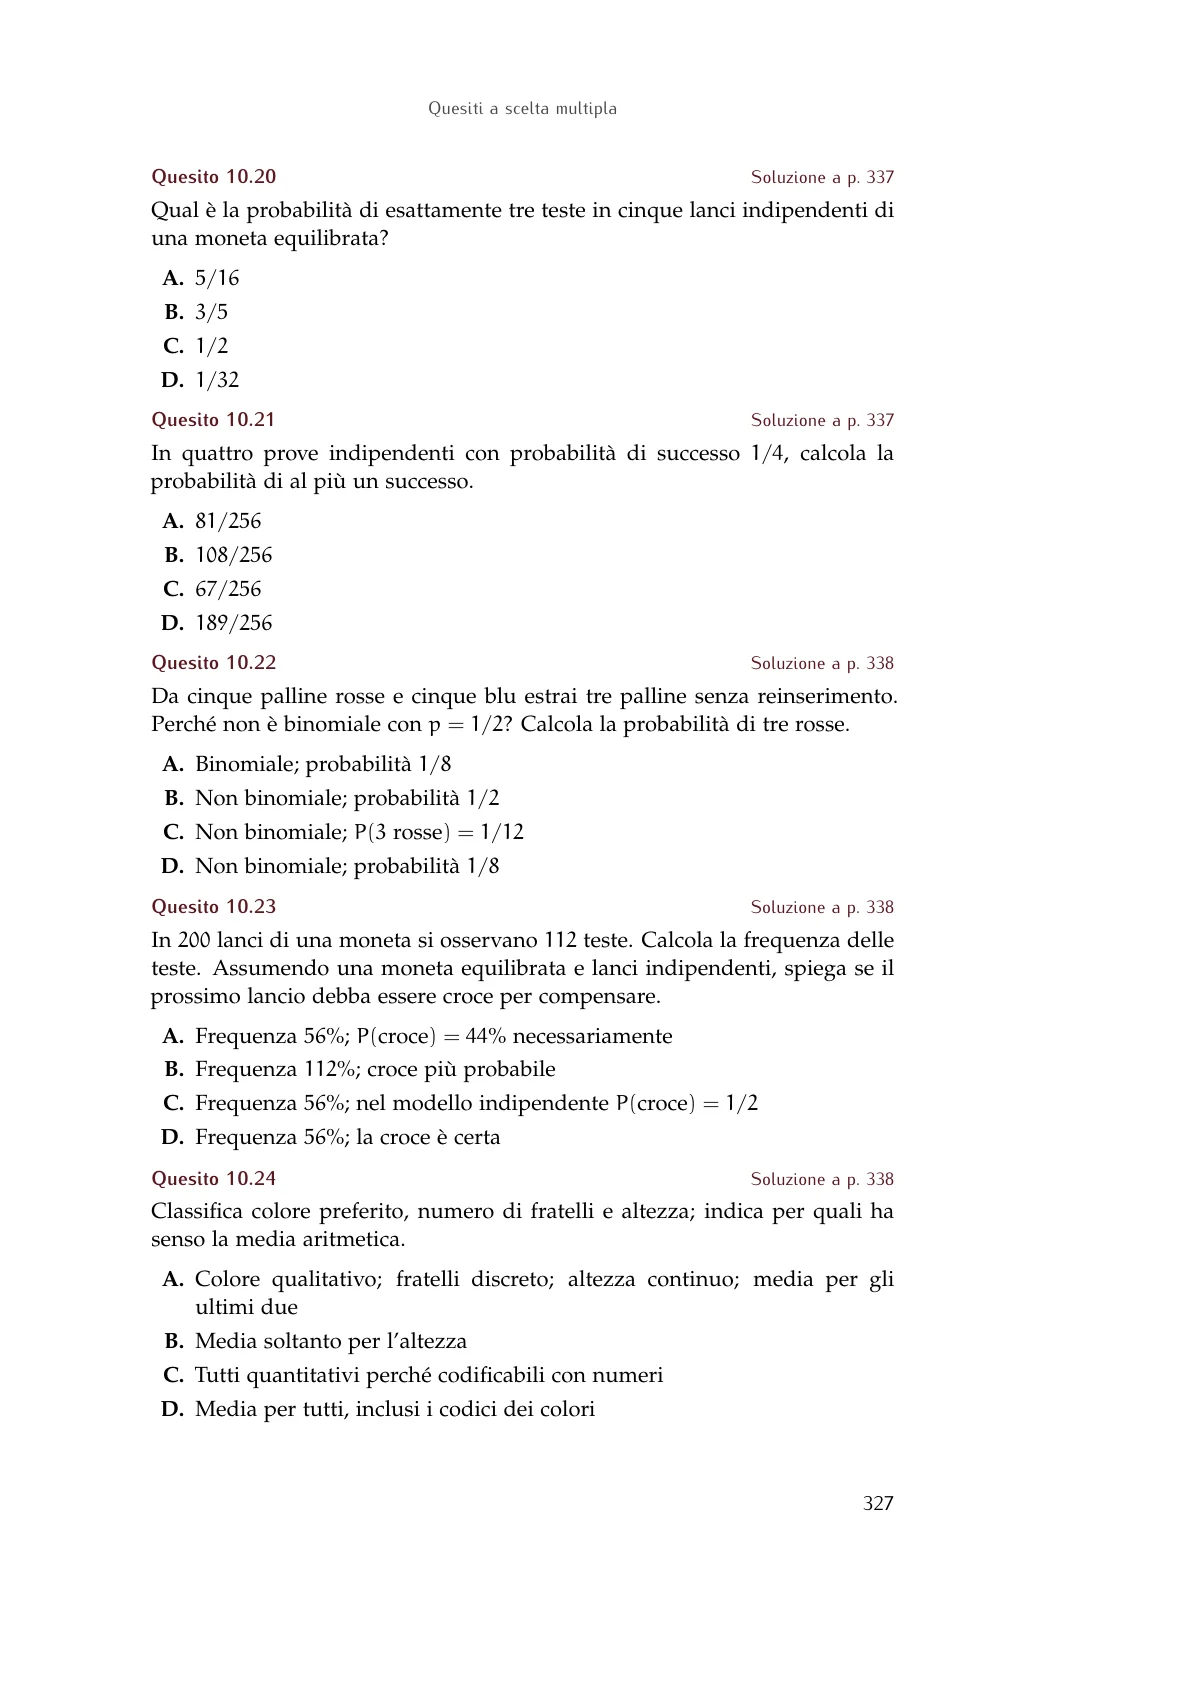 Quesiti a scelta multipla
Quesito 10.20 Soluzione a p. 337
Qual è la probabilità di esattamente tre teste in cinque lanci indipendenti di
una moneta equilibrata?
A. 5/16
B. 3/5
C. 1/2
D. 1/32
Quesito 10.21 Soluzione a p. 337
In quattro prove indipendenti con probabilità di successo 1/4, calcola la
probabilità di al più un successo.
A. 81/256
B. 108/256
C. 67/256
D. 189/256
Quesito 10.22 Soluzione a p. 338
Da cinque palline rosse e cinque blu estrai tre palline senza reinserimento.
Perché non è binomiale con p = 1/2? Calcola la probabilità di tre rosse.
A. Binomiale; probabilità 1/8
B. Non binomiale; probabilità 1/2
C. Non binomiale; P(3 rosse) = 1/12
D. Non binomiale; probabilità 1/8
Quesito 10.23 Soluzione a p. 338
In 200 lanci di una moneta si osservano 112 teste. Calcola la frequenza delle
teste. Assumendo una moneta equilibrata e lanci indipendenti, spiega se il
prossimo lancio debba essere croce per compensare.
A. Frequenza 56%; P(croce) = 44% necessariamente
B. Frequenza 112%; croce più probabile
C. Frequenza 56%; nel modello indipendente P(croce) = 1/2
D. Frequenza 56%; la croce è certa
Quesito 10.24 Soluzione a p. 338
Classifica colore preferito, numero di fratelli e altezza; indica per quali ha
senso la media aritmetica.
A. Colore qualitativo; fratelli discreto; altezza continuo; media per gli
ultimi due
B. Media soltanto per l'altezza
C. Tutti quantitativi perché codificabili con numeri
D. Media per tutti, inclusi i codici dei colori
327